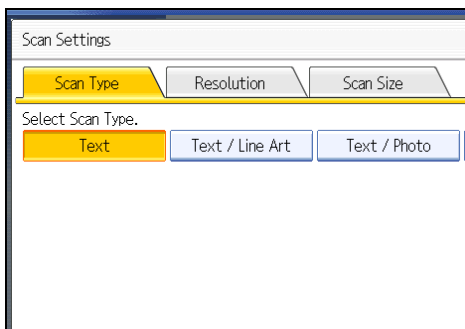 Scan Settings
Scan Type Resolution Scan Size
Select Scan Type.
Text Text / Line Art Text / Photo